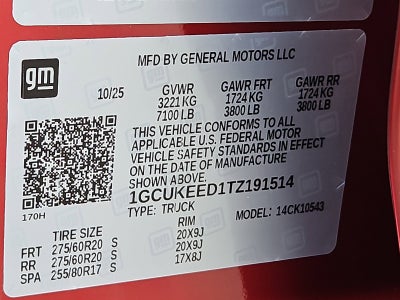 MFD BY GENERAL MOTORS LLC
gm
10/25 GVWR GAWR FRT GAWR RR
3221 KG 1724 KG 1724 KG
7100 LB 3800 LB 3800 LB
THIS VEHICLE CONFORMS TO ALL
APPLICABLE U.S. FEDERAL MOTOR
VEHICLE SAFETY STANDARDS IN EFFECT
ON THE DATE OF MANUFACTURE
SHOWN ABOVE.
170H
1GCUKEED1TZ191514
TYPE: TRUCK MODEL: 14CK10543
TIRE SIZE RIM
FRT 275/60R20 S 20X9J
RR 275/60R20 S 20X9J
SPA 255/80R17 S 17X8J